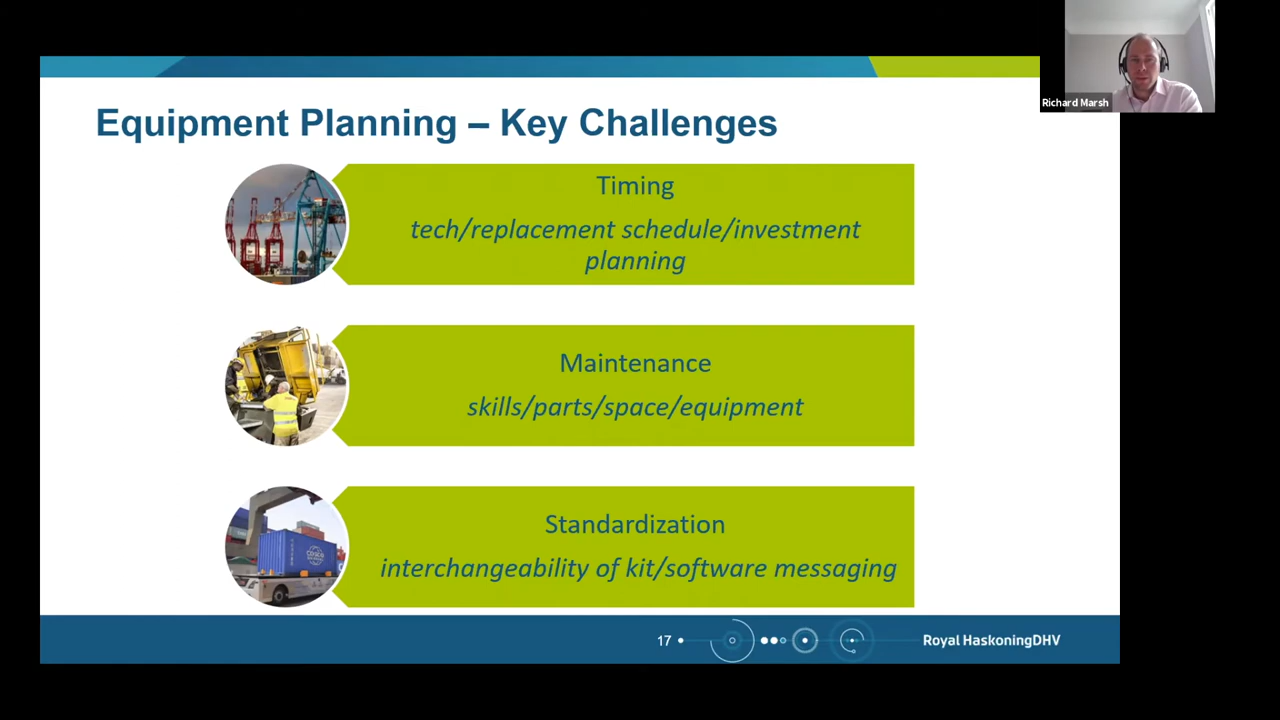 Richard Marsh
Equipment Planning – Key Challenges
Timing
tech/replacement schedule/investment
planning
Maintenance
skills/parts/space/equipment
Standardization
interchangeability of kit/software messaging
17
Royal HaskoningDHV